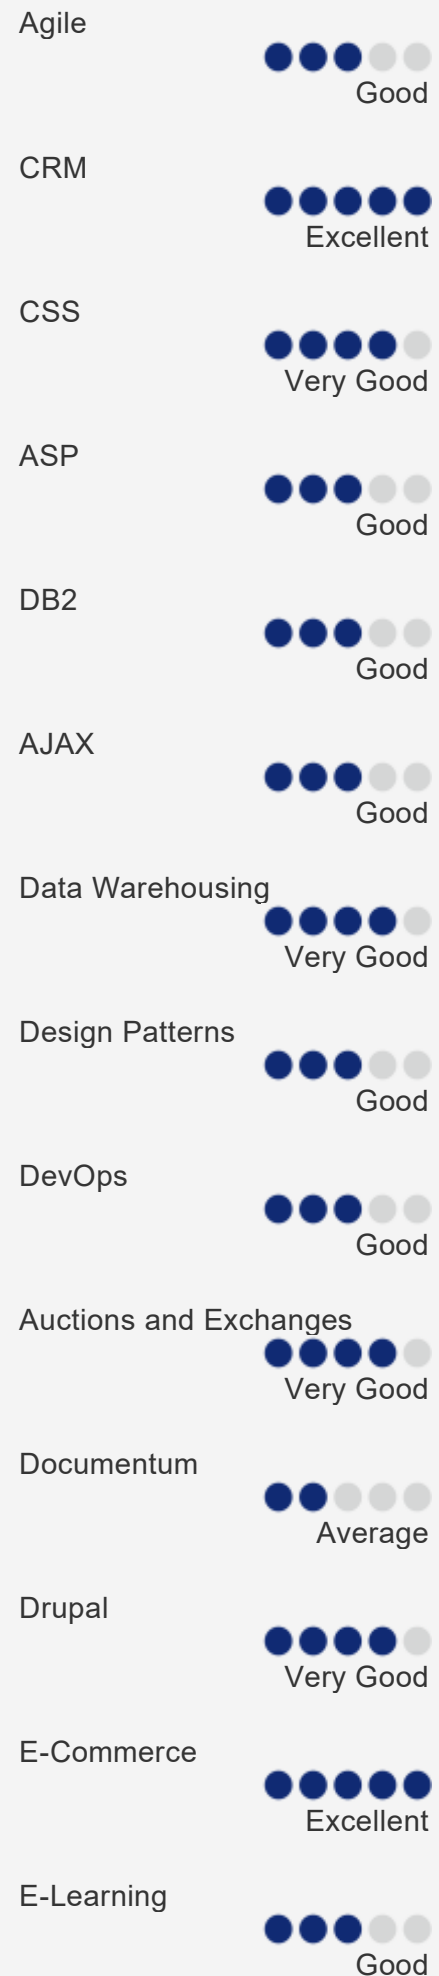 Agile
Good
CRM
Excellent
CSS
Very Good
ASP
Good
DB2
Good
AJAX
Good
Data Warehousing
Very Good
Design Patterns
Good
DevOps
Good
Auctions and Exchanges
Very Good
Documentum
Average
Drupal
Very Good
E-Commerce
Excellent
E-Learning
Good